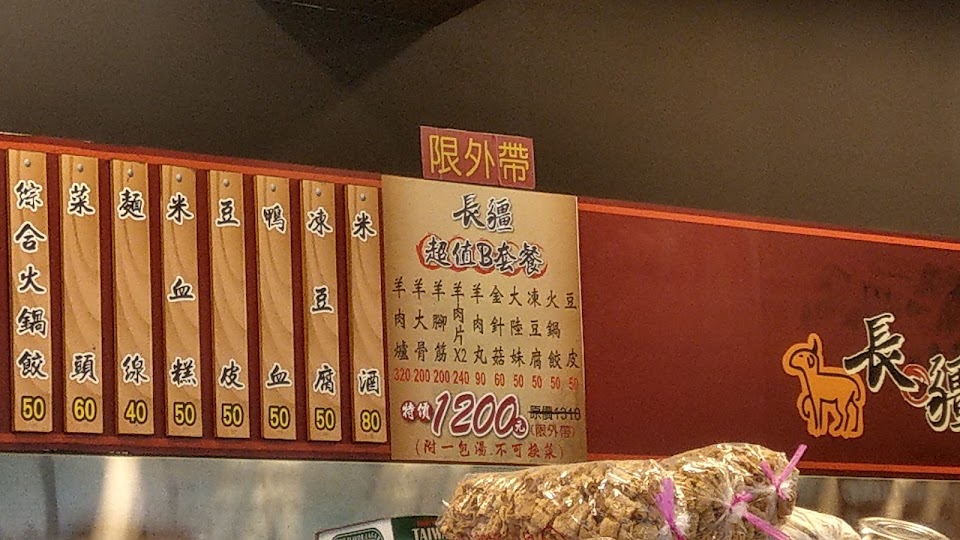 綜合火鍋餃 50
菜頭 60
麵線 40
米血糕 50
豆皮 50
鴨血 50
凍豆腐 50
米酒 80
限外帶
長疆
超值B套餐
羊肉爐 320
羊大骨 200
羊腳筋 200
羊肉片X2 240
羊肉丸 90
金針菇 60
大陸妹 50
凍豆腐 50
火鍋餃 50
豆皮 50
特價1200元
原價1310
(限外帶)
(附一包湯.不可換菜)
長疆
TAIW